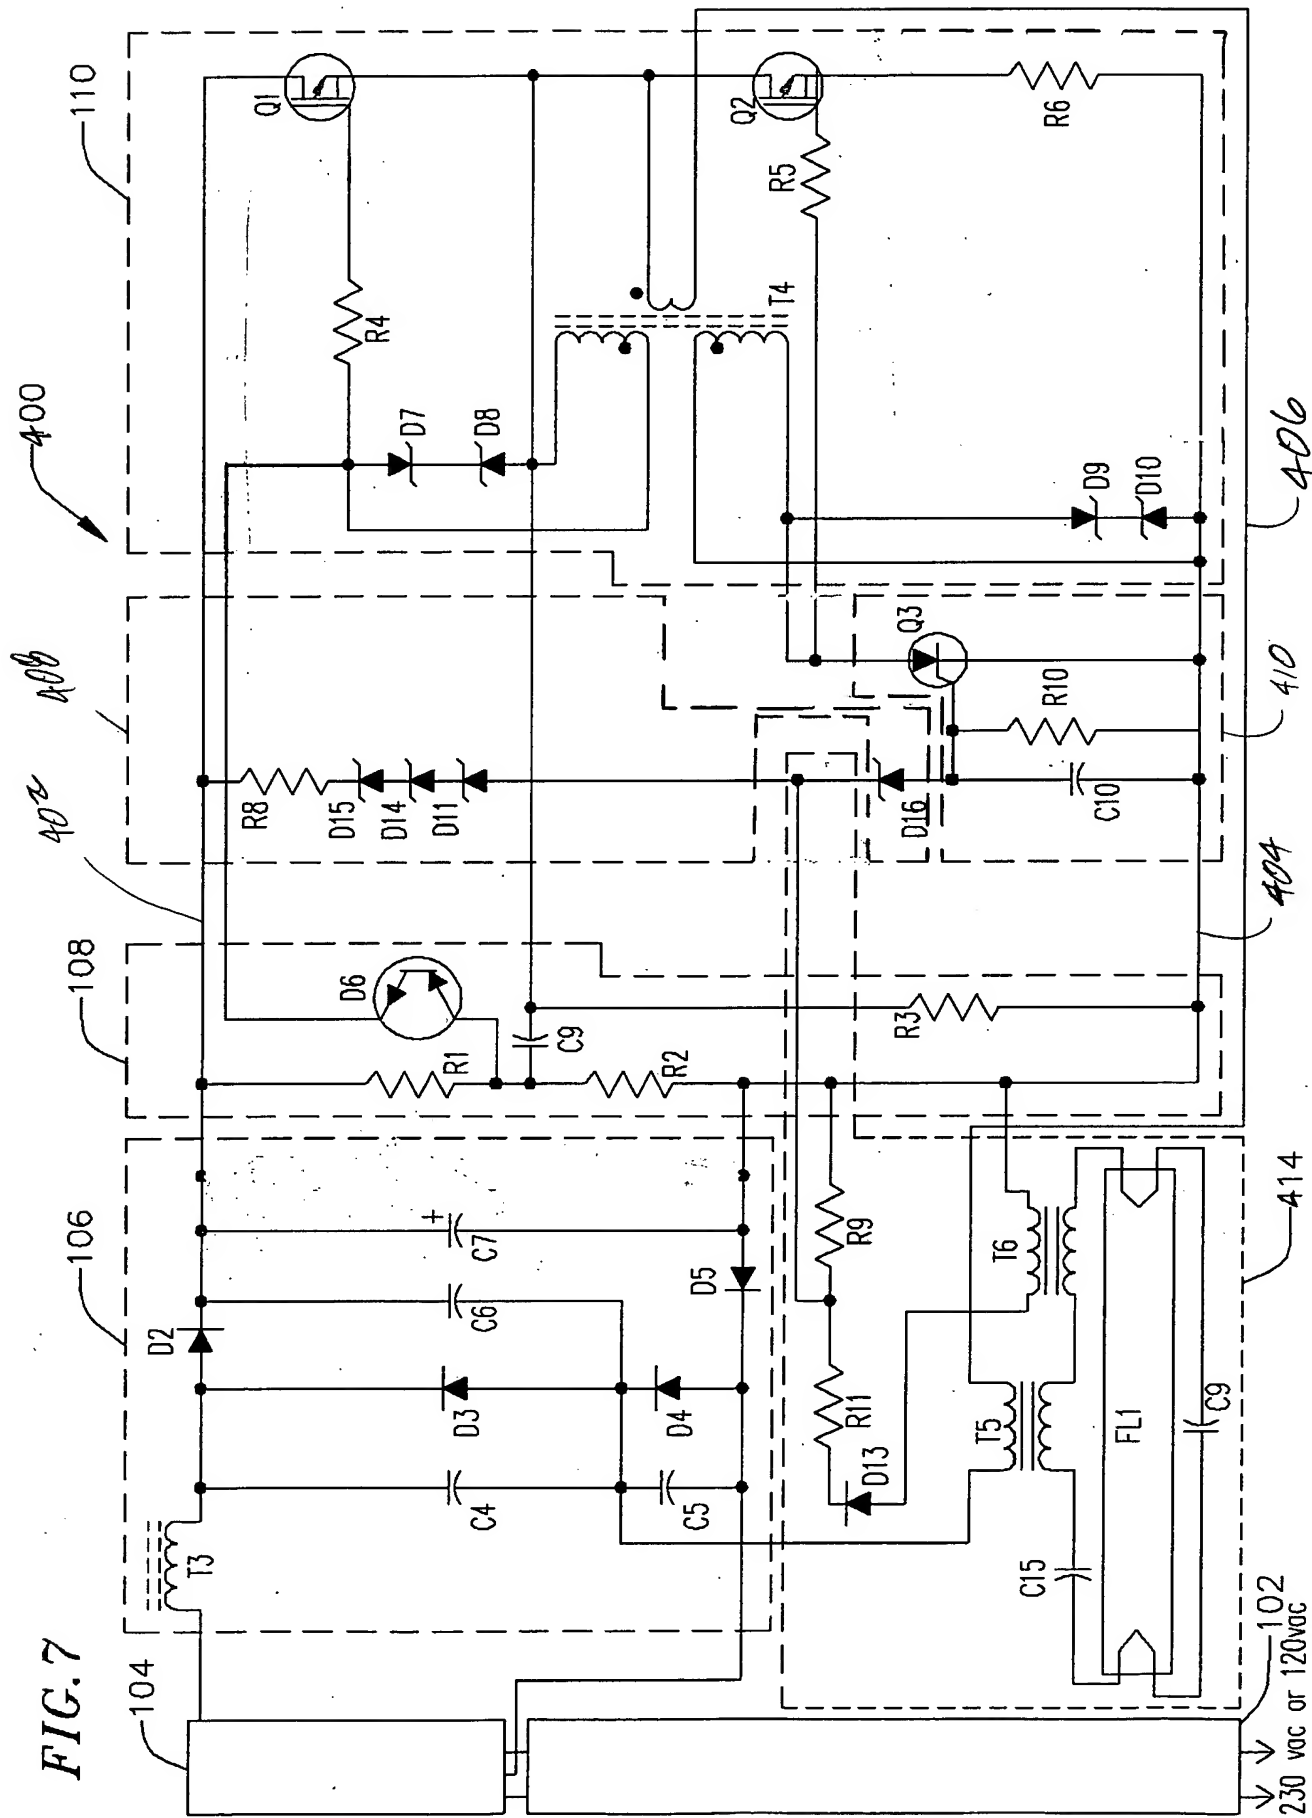 FIG.7
400
110
408
402
108
106
104
102
230 vac or 120vac
406
410
404
414
Q1
R4
Q2
R5
R6
T4
D7
D8
D9
D10
Q3
R10
C10
D16
R8
D15
D14
D11
D6
R1
C9
R2
R3
+
C7
C6
D5
D2
D3
D4
C4
C5
T3
R9
R11
D13
T6
T5
FL1
C9
C15